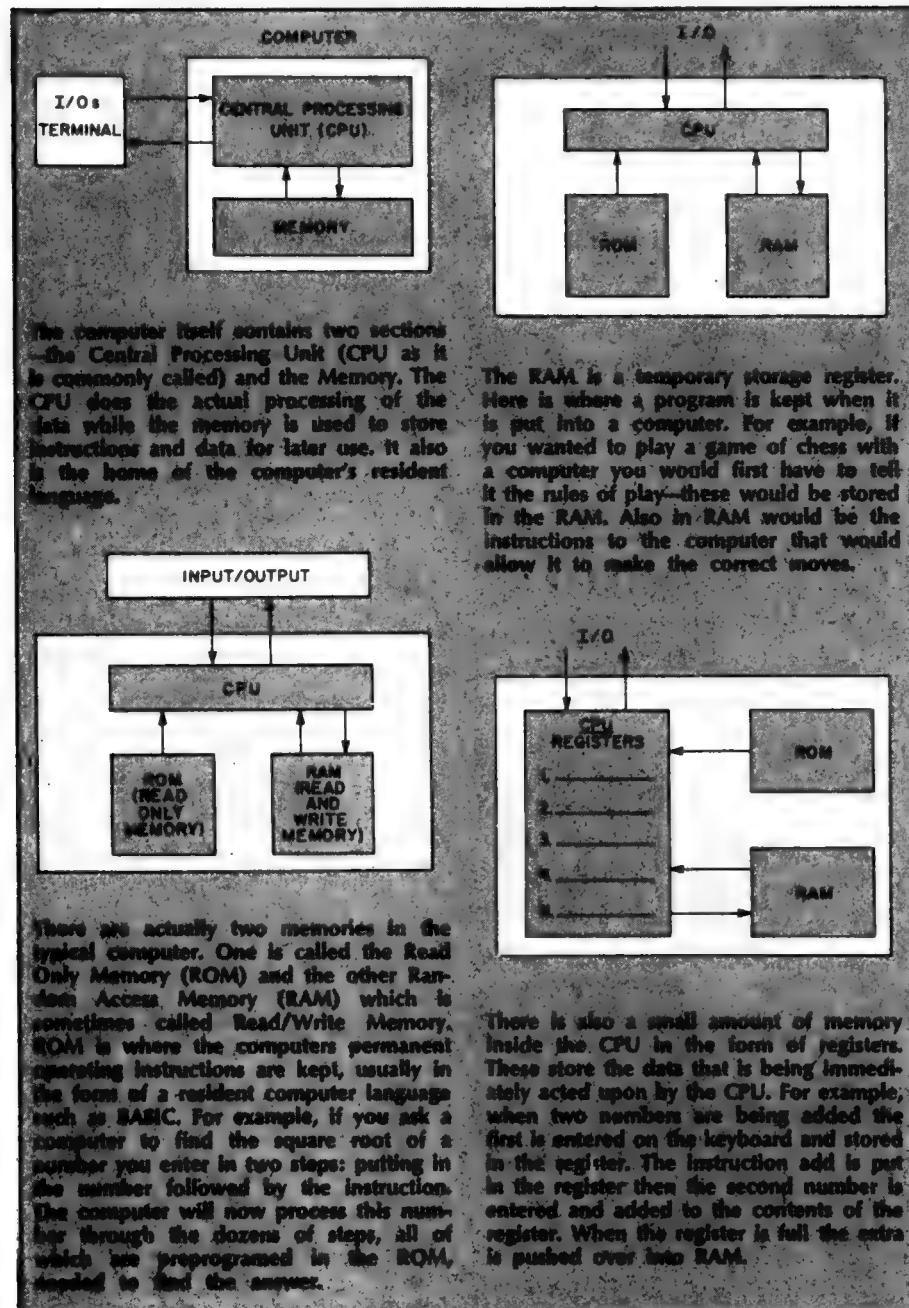 COMPUTER
I/Os
TERMINAL
CENTRAL PROCESSING
UNIT (CPU)
MEMORY
The computer itself contains two sections
—the Central Processing Unit (CPU as it
is commonly called) and the Memory. The
CPU does the actual processing of the
data while the memory is used to store
instructions and data for later use. It also
is the home of the computer's resident
language.
INPUT/OUTPUT
CPU
ROM
(READ
ONLY
MEMORY)
RAM
(READ
AND
WRITE
MEMORY)
There are actually two memories in the
typical computer. One is called the Read
Only Memory (ROM) and the other Ran-
dom Access Memory (RAM) which is
sometimes called Read/Write Memory.
ROM is where the computers permanent
operating instructions are kept, usually in
the form of a resident computer language
such as BASIC. For example, if you ask a
computer to find the square root of a
number you enter in two steps: putting in
the number followed by the instruction.
The computer will now process this num-
ber through the dozens of steps, all of
which are preprogramed in the ROM,
needed to find the answer.
I/O
CPU
ROM
RAM
The RAM is a temporary storage register.
Here is where a program is kept when it
is put into a computer. For example, if
you wanted to play a game of chess with
a computer you would first have to tell
it the rules of play—these would be stored
in the RAM. Also in RAM would be the
instructions to the computer that would
allow it to make the correct moves.
I/O
CPU
REGISTERS
1.
2.
3.
ROM
RAM
There is also a small amount of memory
inside the CPU in the form of registers.
These store the data that is being immedi-
ately acted upon by the CPU. For example,
when two numbers are being added the
first is entered on the keyboard and stored
in the register. The instruction add is put
in the register then the second number is
entered and added to the contents of the
register. When the register is full the extra
is pushed over into RAM.